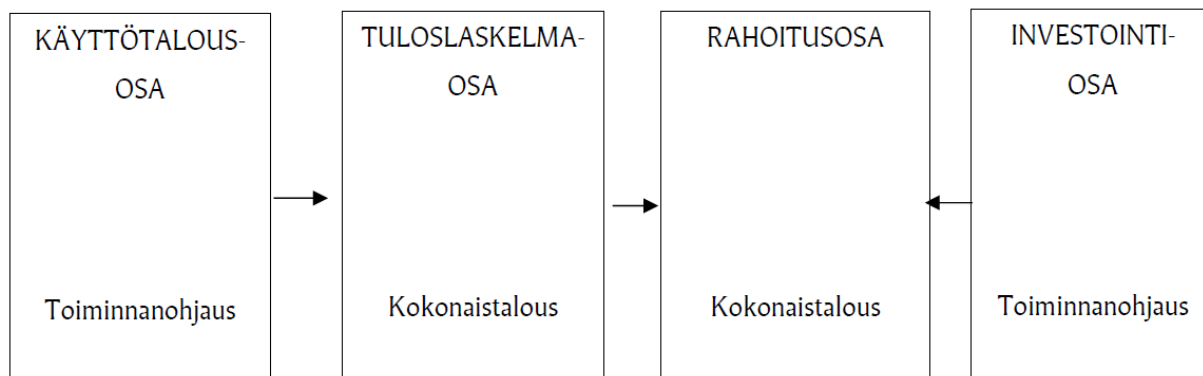 KÄYTTÖTALOUS-
OSA
Toiminnanohjaus
TULOSLASKELMA-
OSA
Kokonaistalous
RAHOITUSOSA
Kokonaistalous
INVESTOINTI-
OSA
Toiminnanohjaus